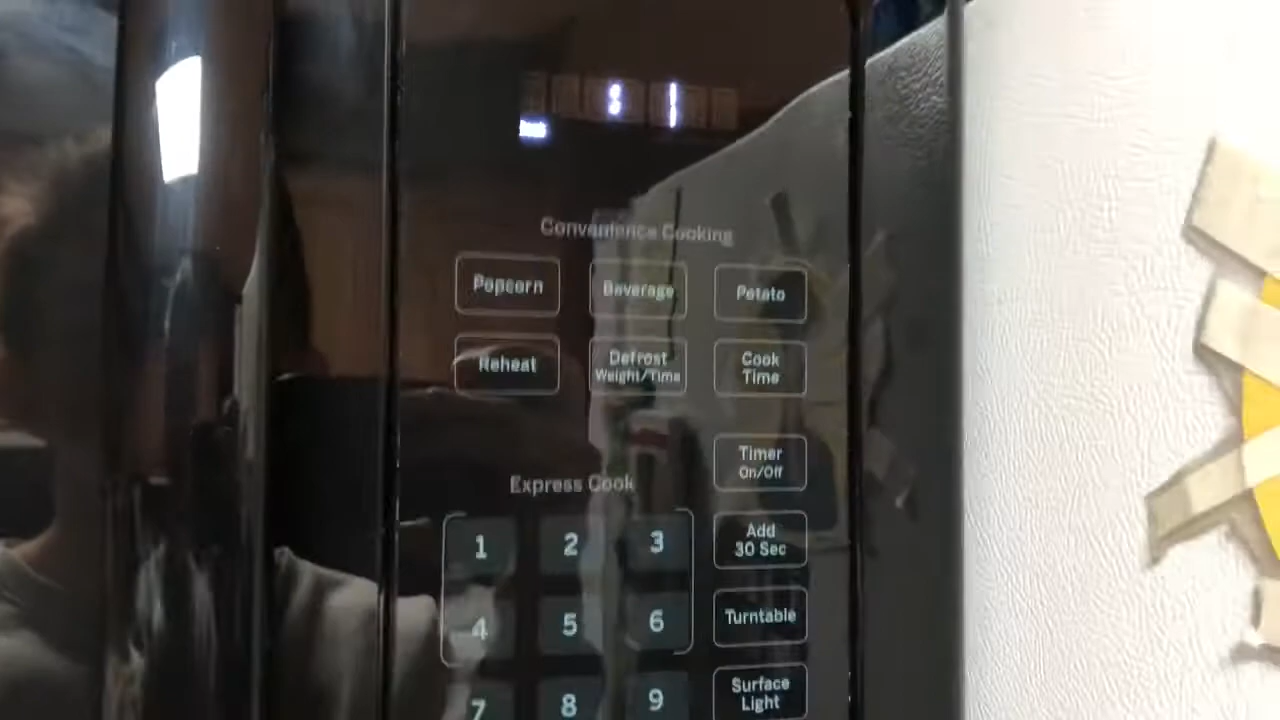 Convenience Cooking
Popcorn
Beverage
Potato
Reheat
Defrost
Weight/Time
Cook
Time
Timer
On/Off
Express Cook
1
2
3
Add
30 Sec
4
5
6
Turntable
7
8
9
Surface
Light